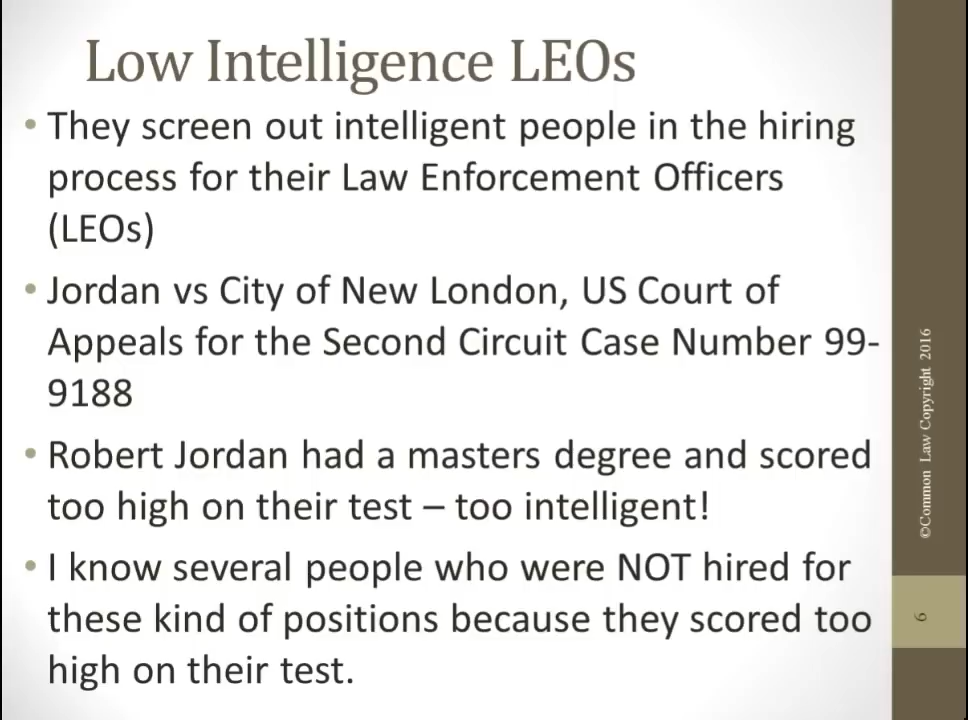 Low Intelligence LEOs
• They screen out intelligent people in the hiring
process for their Law Enforcement Officers
(LEOs)
• Jordan vs City of New London, US Court of
Appeals for the Second Circuit Case Number 99-
9188
• Robert Jordan had a masters degree and scored
too high on their test – too intelligent!
• I know several people who were NOT hired for
these kind of positions because they scored too
high on their test.
©Common Law Copyright 2016
6